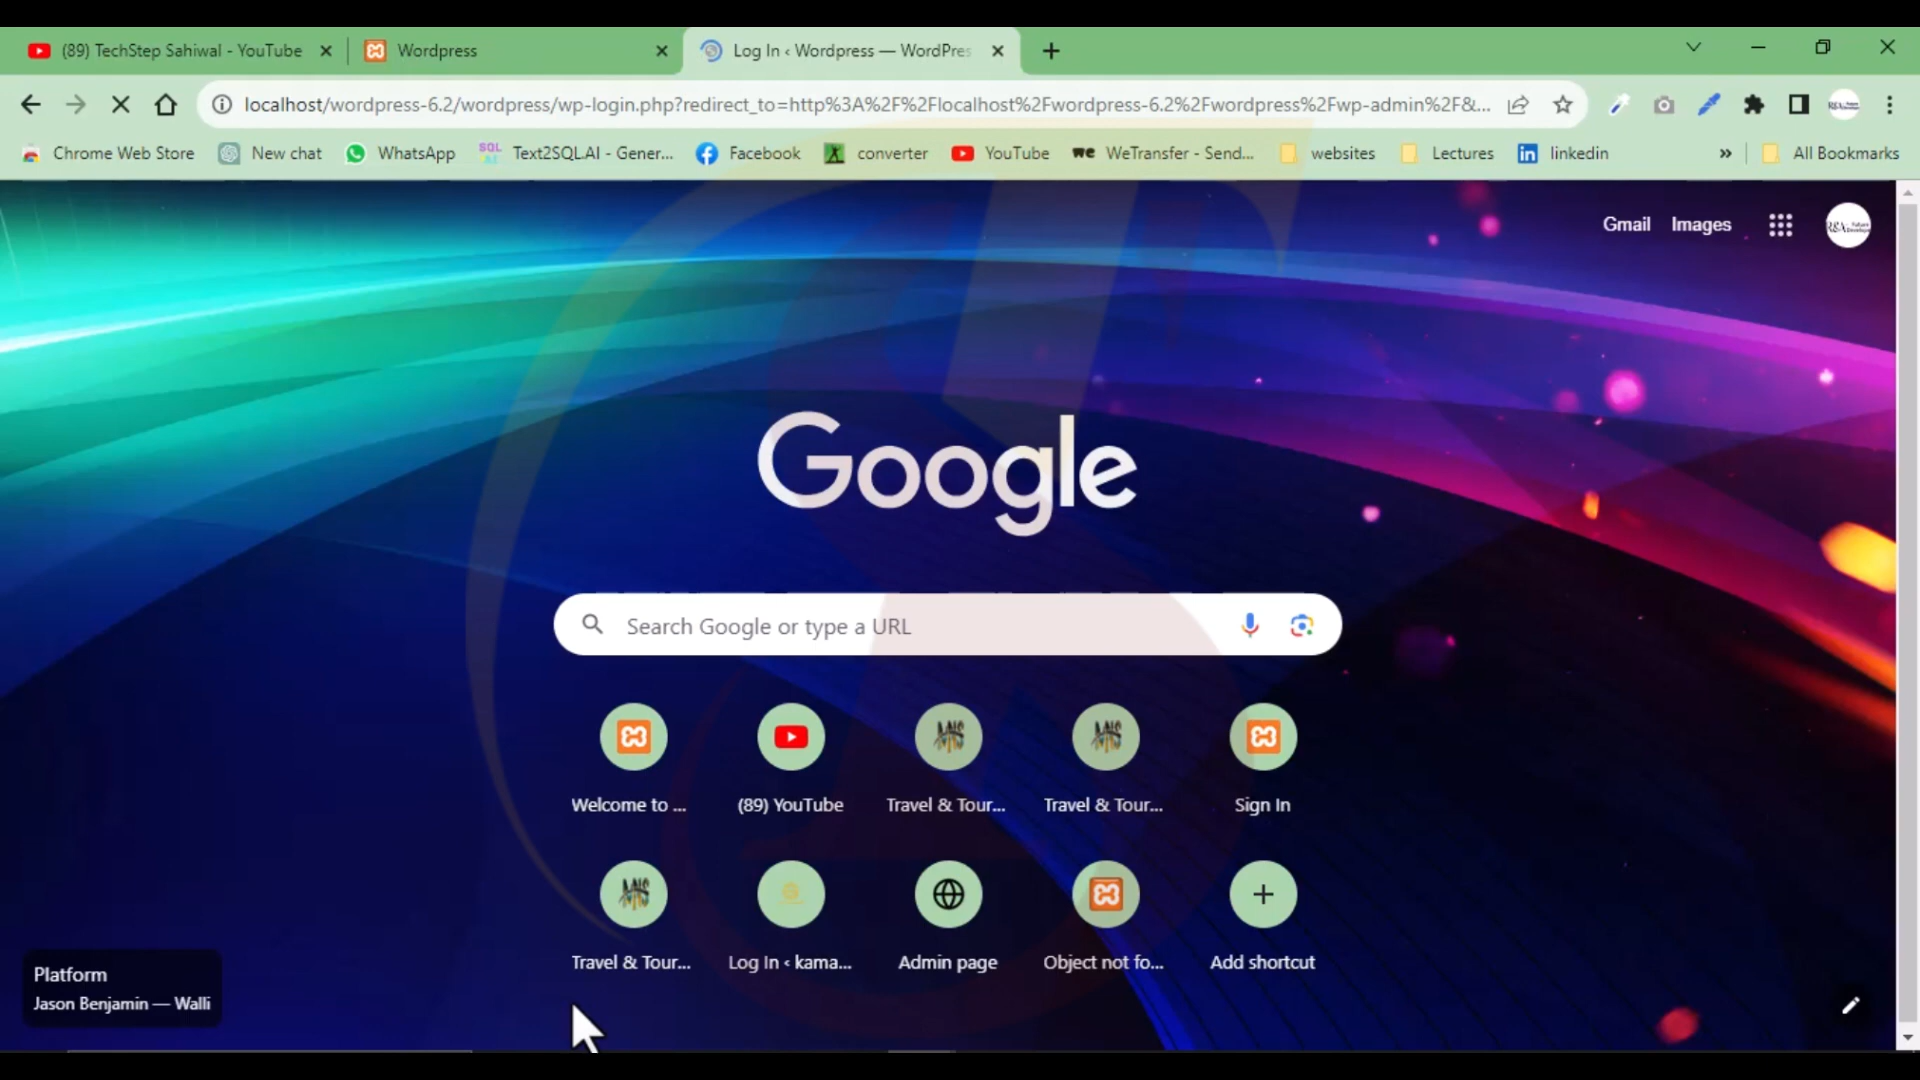 (89) TechStep Sahiwal - YouTube
Wordpress
Log In ‹ Wordpress — WordPres
localhost/wordpress-6.2/wordpress/wp-login.php?redirect_to=http%3A%2F%2Flocalhost%2Fwordpress-6.2%2Fwordpress%2Fwp-admin%2F&...
Chrome Web Store
New chat
WhatsApp
SQL
Text2SQL.AI - Gener...
Facebook
converter
YouTube
we
WeTransfer - Send...
websites
Lectures
in
linkedin
»
All Bookmarks
Gmail
Images
Google
Search Google or type a URL
Welcome to ...
(89) YouTube
Travel & Tour...
Travel & Tour...
Sign In
Travel & Tour...
Log In ‹ kama...
Admin page
Object not fo...
Add shortcut
Platform
Jason Benjamin — Walli